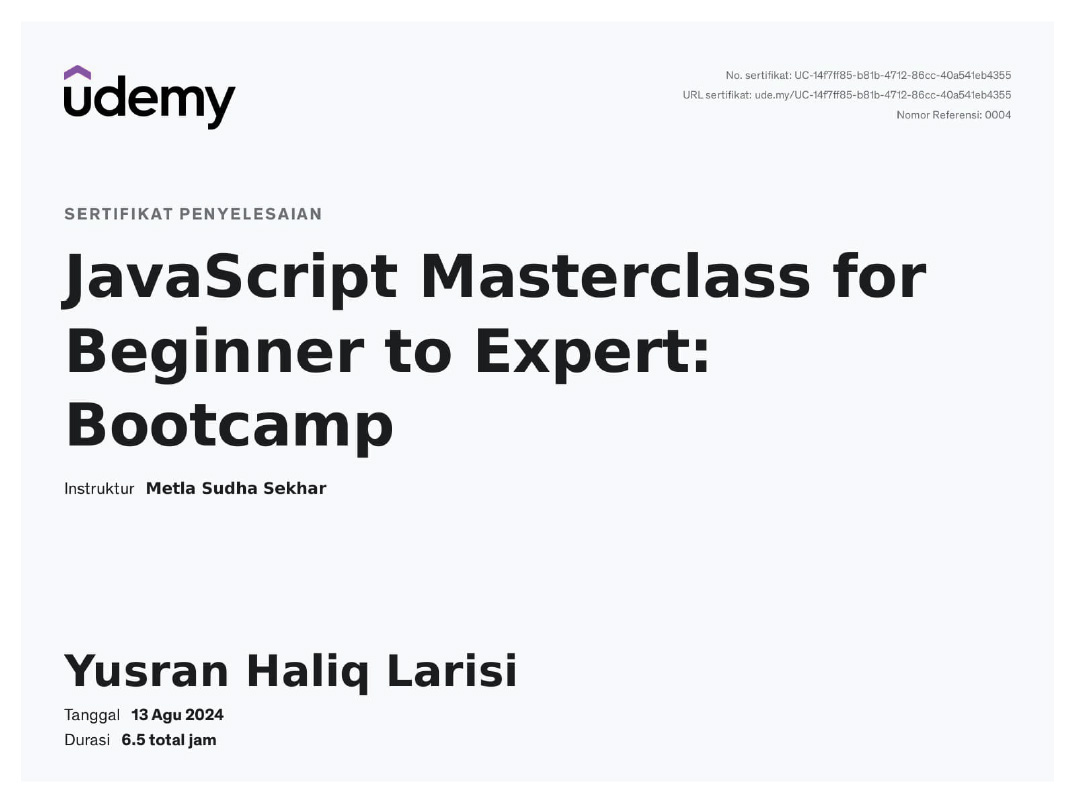 udemy
No. sertifikat: UC-14f7ff85-b81b-4712-86cc-40a541eb4355
URL sertifikat: ude.my/UC-14f7ff85-b81b-4712-86cc-40a541eb4355
Nomor Referensi: 0004
SERTIFIKAT PENYELESAIAN
JavaScript Masterclass for
Beginner to Expert:
Bootcamp
Instruktur Metla Sudha Sekhar
Yusran Haliq Larisi
Tanggal 13 Agu 2024
Durasi 6.5 total jam